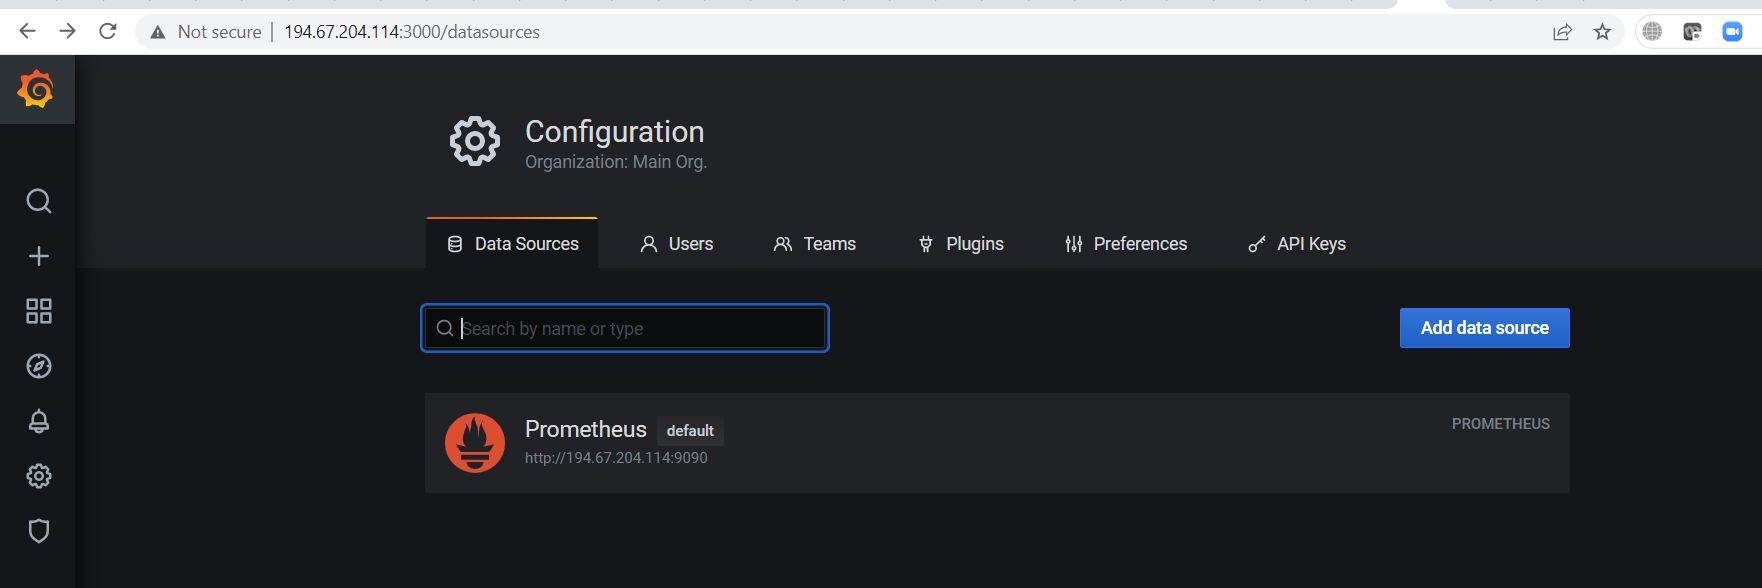 Not secure | 194.67.204.114:3000/datasources
Configuration
Organization: Main Org.
Data Sources Users Teams Plugins Preferences API Keys
Search by name or type
Add data source
Prometheus default
PROMETHEUS
http://194.67.204.114:9090